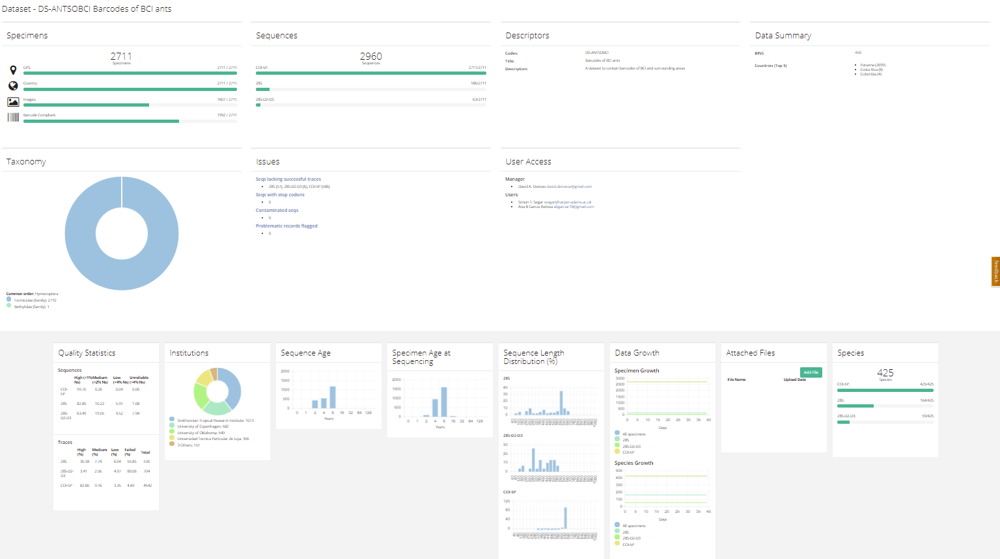 Dataset - DS-ANTSOBCI Barcodes of BCI ants
Specimens
2711
Specimens
GPS: 2711 / 2711
Country: 2711 / 2711
Images: 1607 / 2711
Barcode Compliant: 1992 / 2711
Sequences
2960
Sequences
COI-5P: 2711/2711
28S: 186/2711
28S-D2-D3: 63/2711
Descriptors
Codes: DS-ANTSOBCI
Title: Barcodes of BCI ants
Description: A dataset to contain barcodes of BCI and surrounding areas
Data Summary
BINS 468
Countries (Top 5)
Panama (2699)
Costa Rica (8)
Colombia (4)
Taxonomy
Common order: Hymenoptera
Formicidae (family): 2710
Bethylidae (family): 1
Issues
Seqs lacking successful traces
28S [57], 28S-D2-D3 [6], COI-5P [586]
Seqs with stop codons
0
Contaminated seqs
0
Problematic records flagged
0
User Access
Manager
David A. Donoso david.donosov@gmail.com
Users
Simon T. Segar ssegar@harper-adams.ac.uk
Ana B Garcia Ruilova abgarciar18@gmail.com
feedback
Quality Statistics
Sequences
High (<1% Ns) Medium (<2% Ns) Low (<4% Ns) Unreliable (>4% Ns)
COI-5P 99.70 0.26 0.04 0.00
28S 82.80 10.22 5.91 1.08
28S-D2-D3 63.49 19.05 9.52 7.94
Traces
High (%) Medium (%) Low (%) Failed (%) Total
28S 30.38 7.74 6.04 55.85 530
28S-D2-D3 3.41 2.56 4.97 89.06 704
COI-5P 82.80 9.16 3.35 4.69 4542
Institutions
Smithsonian Tropical Research Institute: 1073
University of Copenhagen: 582
University of Oklahoma: 549
Universidad Tecnica Particular de Loja: 356
3 Others: 151
Sequence Age
2000
1500
1000
500
0
0 1 2 4 8 16 32 64 128
Years
Specimen Age at
Sequencing
2000
1500
1000
500
0
0 1 2 4 8 16 32 64 128
Years
Sequence Length
Distribution (%)
28S
40
30
20
10
0
28S-D2-D3
30
20
10
0
COI-5P
120
80
40
0
Data Growth
Specimen Growth
3000
2500
2000
1500
1000
500
0
0 5 10 15 20 25 30 35 40
Days
All specimens
28S
28S-D2-D3
COI-5P
Species Growth
500
400
300
200
100
0
0 5 10 15 20 25 30 35 40
Days
All specimens
28S
28S-D2-D3
COI-5P
Attached Files
Add File
File Name Upload Date
Species
425
Species
COI-5P: 425/425
28S: 164/425
28S-D2-D3: 59/425